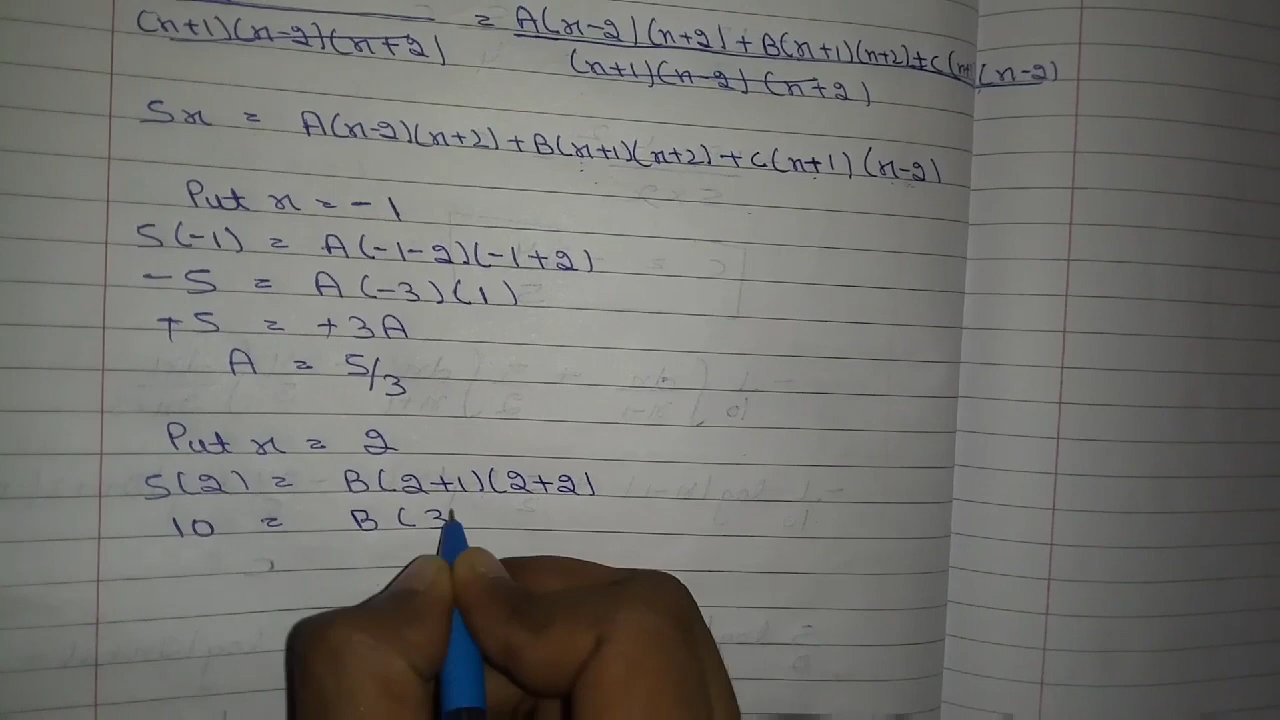 (x+1)(x-2)(x+2) = A(x-2)(x+2) + B(x+1)(x+2) + C(x+1)(x-2)
(x+1)(x-2)(x+2)
5x = A(x-2)(x+2) + B(x+1)(x+2) + C(x+1)(x-2)
Put x = -1
5(-1) = A(-1-2)(-1+2)
-5 = A(-3)(1)
+5 = +3A
A = 5/3
Put x = 2
5(2) = B(2+1)(2+2)
10 = B(3